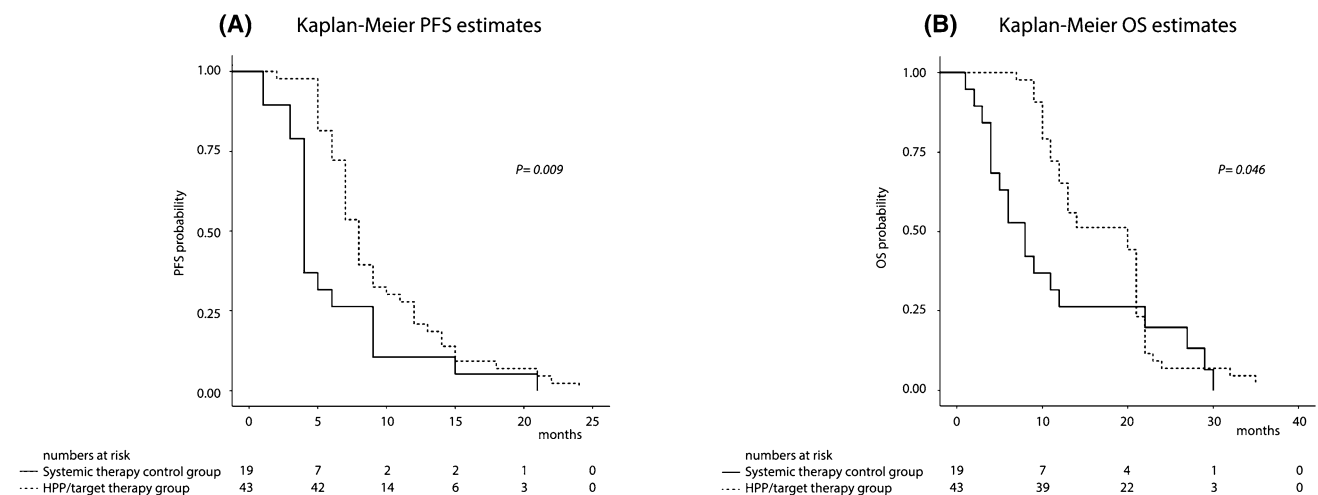 (A) Kaplan-Meier PFS estimates
1.00
0.75
0.50
0.25
0.00
PFS probability
P= 0.009
0 5 10 15 20 25
months
numbers at risk
Systemic therapy control group 19 7 2 2 1 0
HPP/target therapy group 43 42 14 6 3 0
(B) Kaplan-Meier OS estimates
1.00
0.75
0.50
0.25
0.00
OS probability
P= 0.046
0 10 20 30 40
months
numbers at risk
Systemic therapy control group 19 7 4 1 0
HPP/target therapy group 43 39 22 3 0